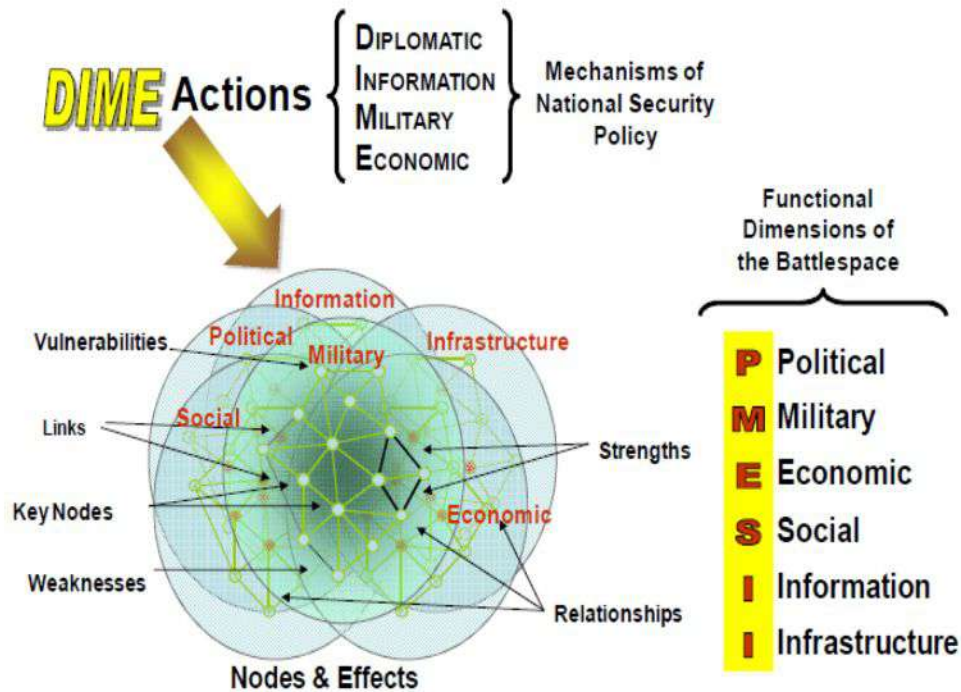 DIME Actions
DIPLOMATIC
INFORMATION
MILITARY
ECONOMIC
Mechanisms of
National Security
Policy
Functional
Dimensions of
the Battlespace
Information
Political
Military
Infrastructure
Social
Economic
Vulnerabilities
Links
Key Nodes
Weaknesses
Strengths
Relationships
Nodes & Effects
P Political
M Military
E Economic
S Social
I Information
I Infrastructure